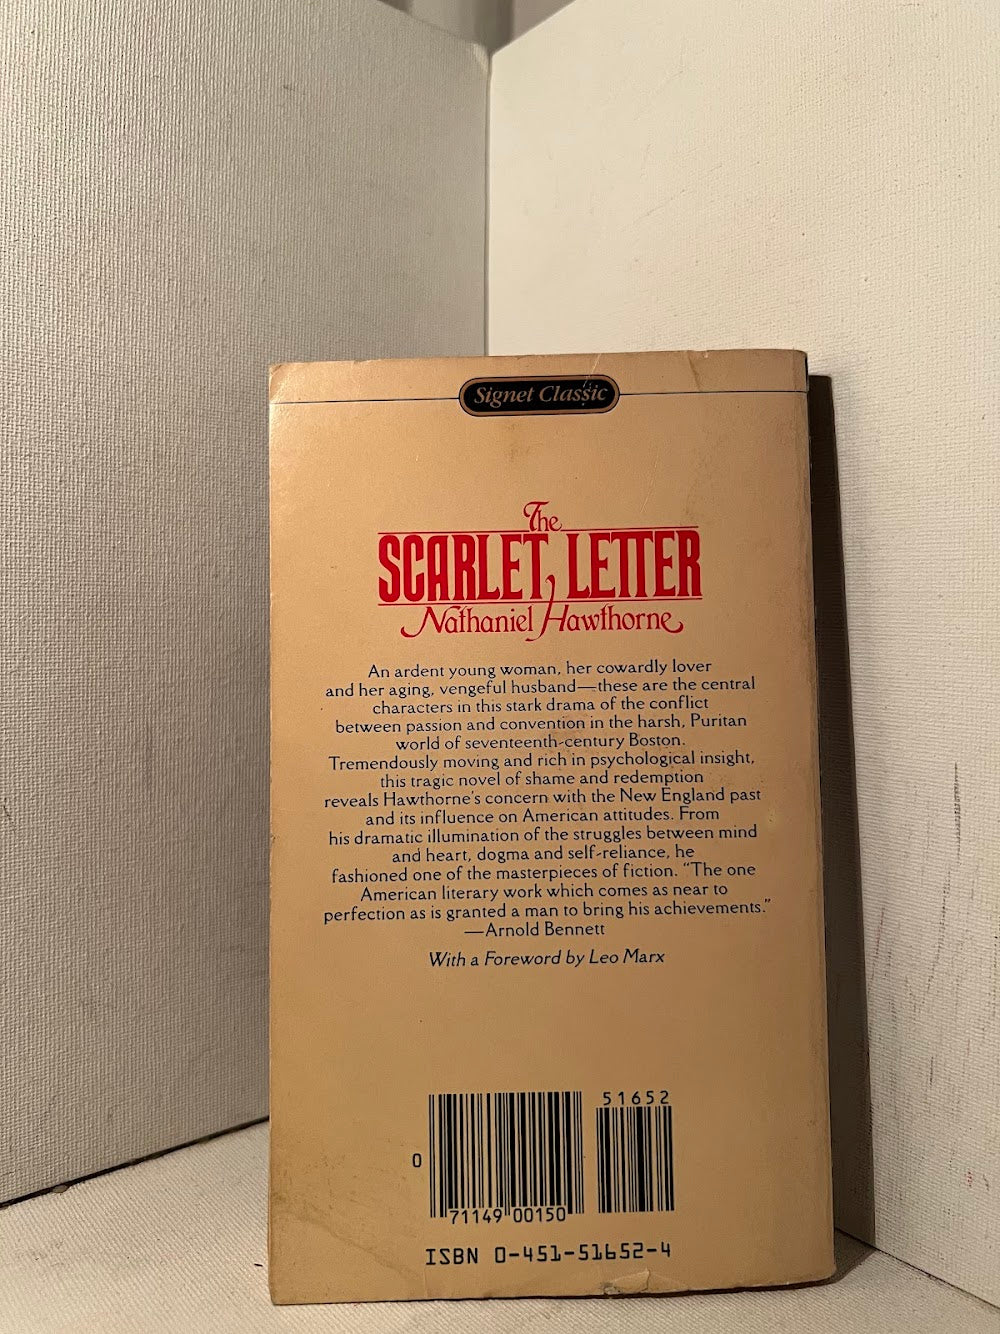 Signet Classic
The
SCARLET LETTER
Nathaniel Hawthorne
An ardent young woman, her cowardly lover
and her aging, vengeful husband—these are the central
characters in this stark drama of the conflict
between passion and convention in the harsh, Puritan
world of seventeenth-century Boston.
Tremendously moving and rich in psychological insight,
this tragic novel of shame and redemption
reveals Hawthorne's concern with the New England past
and its influence on American attitudes. From
his dramatic illumination of the struggles between mind
and heart, dogma and self-reliance, he
fashioned one of the masterpieces of fiction. "The one
American literary work which comes as near to
perfection as is granted a man to bring his achievements."
—Arnold Bennett
With a Foreword by Leo Marx
51652
0
71149 00150
ISBN 0-451-51652-4